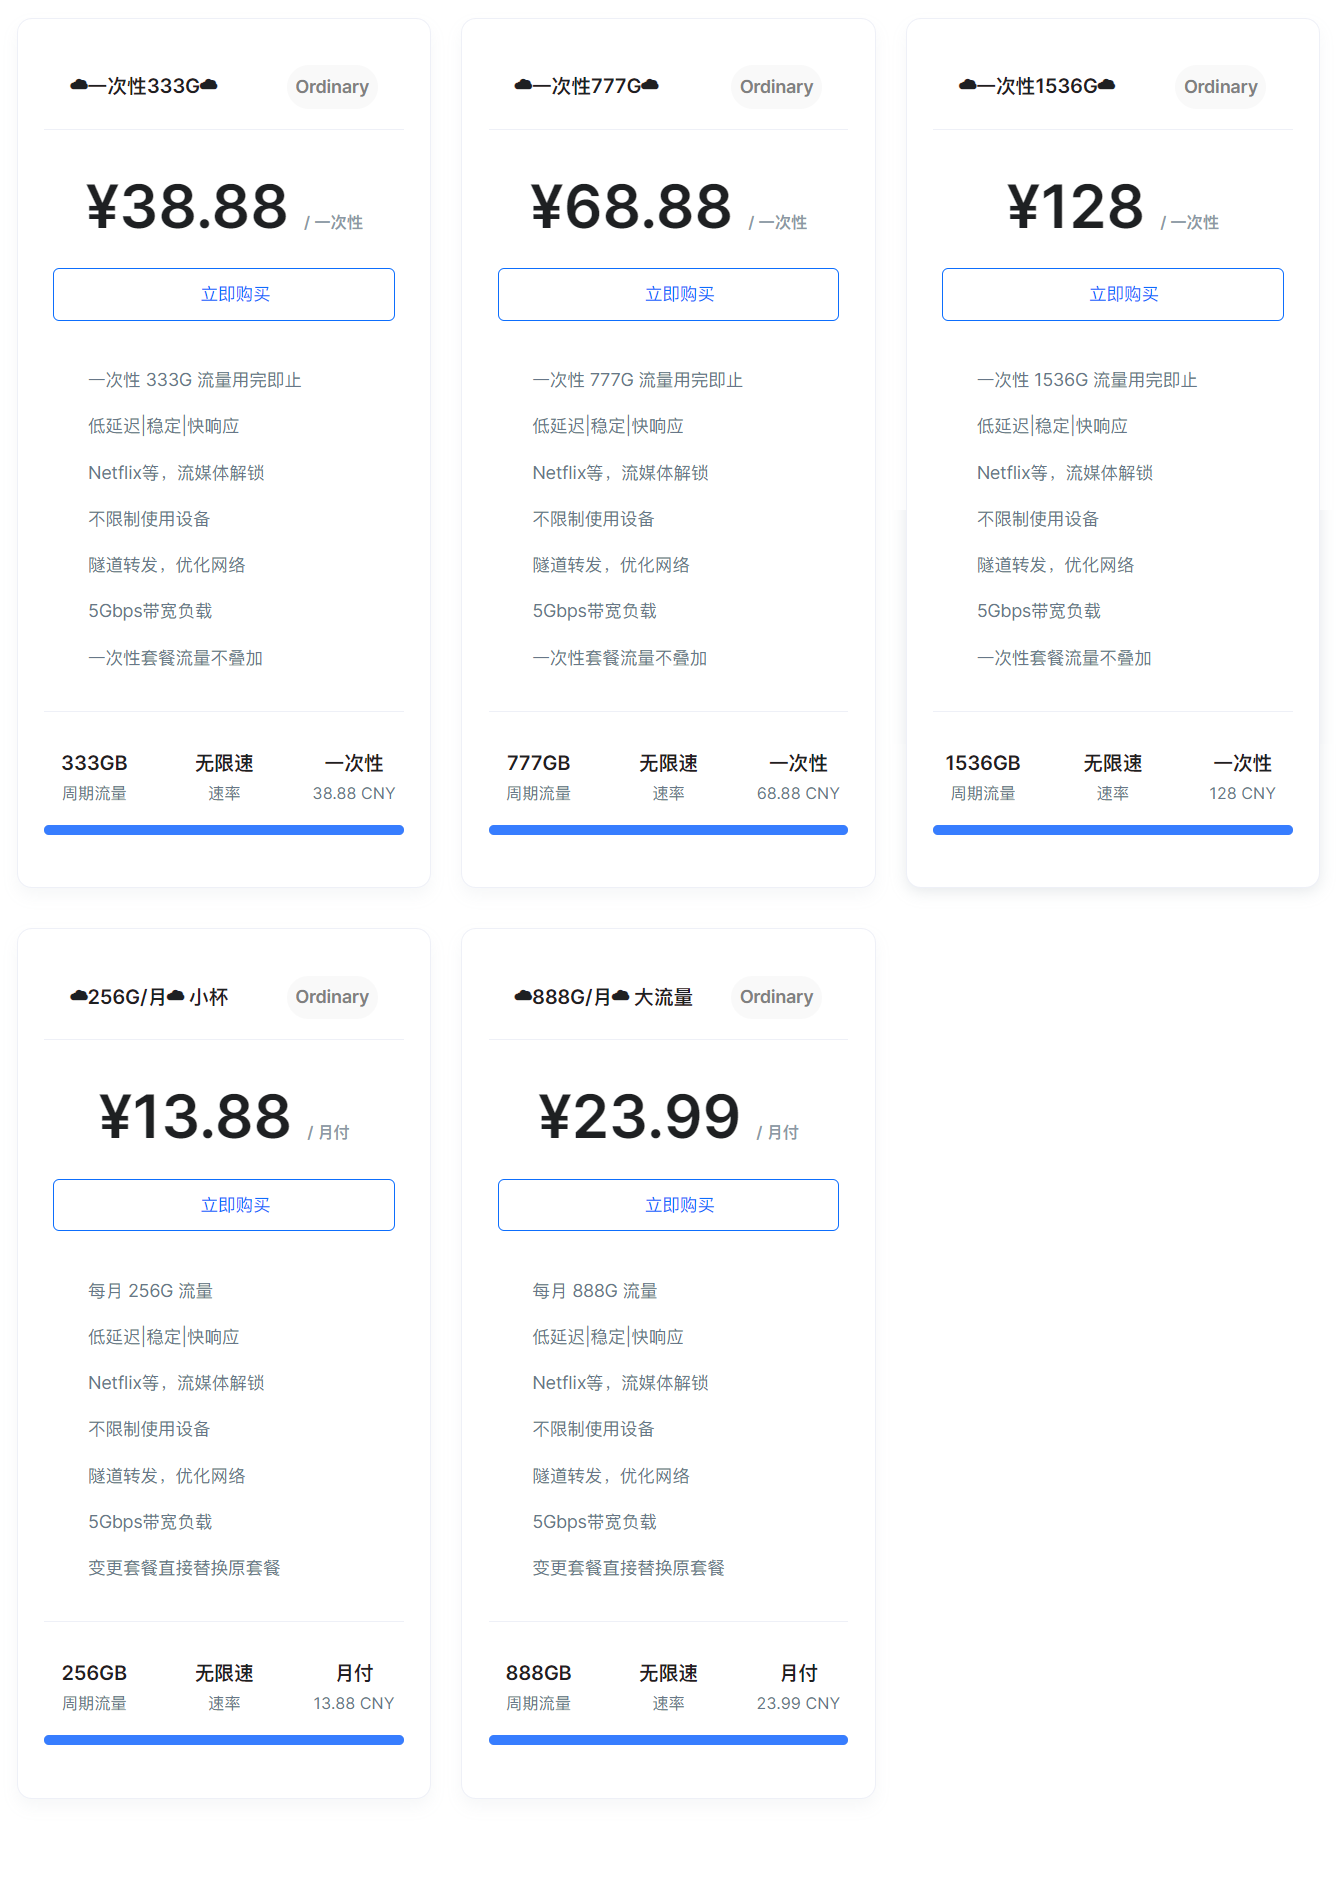 ☁一次性333G☁ Ordinary
¥38.88 / 一次性
立即购买
一次性 333G 流量用完即止
低延迟|稳定|快响应
Netflix等，流媒体解锁
不限制使用设备
隧道转发，优化网络
5Gbps带宽负载
一次性套餐流量不叠加
333GB 无限速 一次性
周期流量 速率 38.88 CNY
☁一次性777G☁ Ordinary
¥68.88 / 一次性
立即购买
一次性 777G 流量用完即止
低延迟|稳定|快响应
Netflix等，流媒体解锁
不限制使用设备
隧道转发，优化网络
5Gbps带宽负载
一次性套餐流量不叠加
777GB 无限速 一次性
周期流量 速率 68.88 CNY
☁一次性1536G☁ Ordinary
¥128 / 一次性
立即购买
一次性 1536G 流量用完即止
低延迟|稳定|快响应
Netflix等，流媒体解锁
不限制使用设备
隧道转发，优化网络
5Gbps带宽负载
一次性套餐流量不叠加
1536GB 无限速 一次性
周期流量 速率 128 CNY
☁256G/月☁ 小杯 Ordinary
¥13.88 / 月付
立即购买
每月 256G 流量
低延迟|稳定|快响应
Netflix等，流媒体解锁
不限制使用设备
隧道转发，优化网络
5Gbps带宽负载
变更套餐直接替换原套餐
256GB 无限速 月付
周期流量 速率 13.88 CNY
☁888G/月☁ 大流量 Ordinary
¥23.99 / 月付
立即购买
每月 888G 流量
低延迟|稳定|快响应
Netflix等，流媒体解锁
不限制使用设备
隧道转发，优化网络
5Gbps带宽负载
变更套餐直接替换原套餐
888GB 无限速 月付
周期流量 速率 23.99 CNY